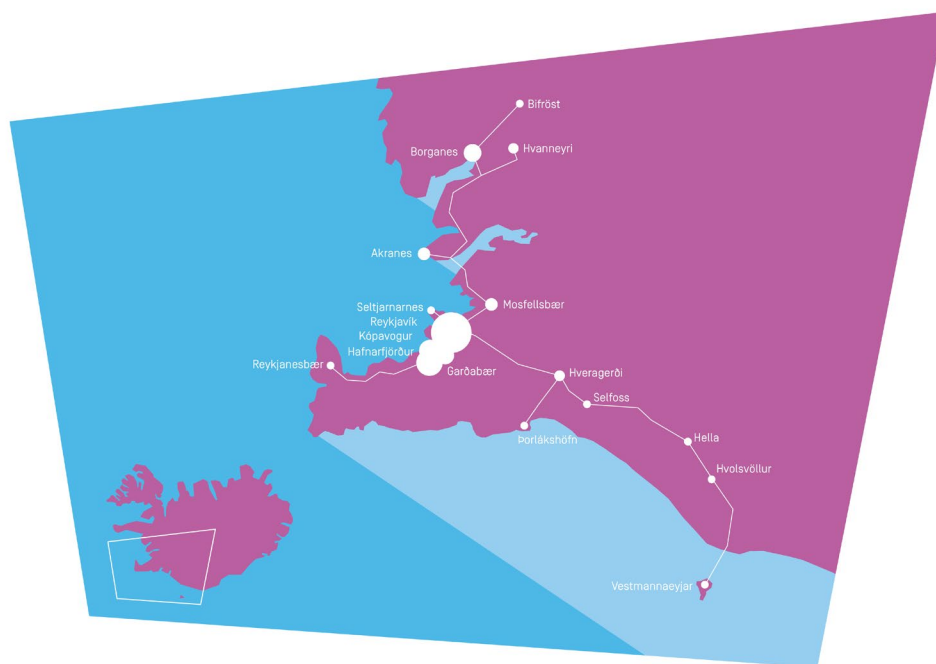 Bifröst
Hvanneyri
Borganes
Akranes
Mosfellsbær
Seltjarnarnes
Reykjavík
Kópavogur
Hafnarfjörður
Garðabær
Reykjanesbær
Hveragerði
Selfoss
Þorlákshöfn
Hella
Hvolsvöllur
Vestmannaeyjar